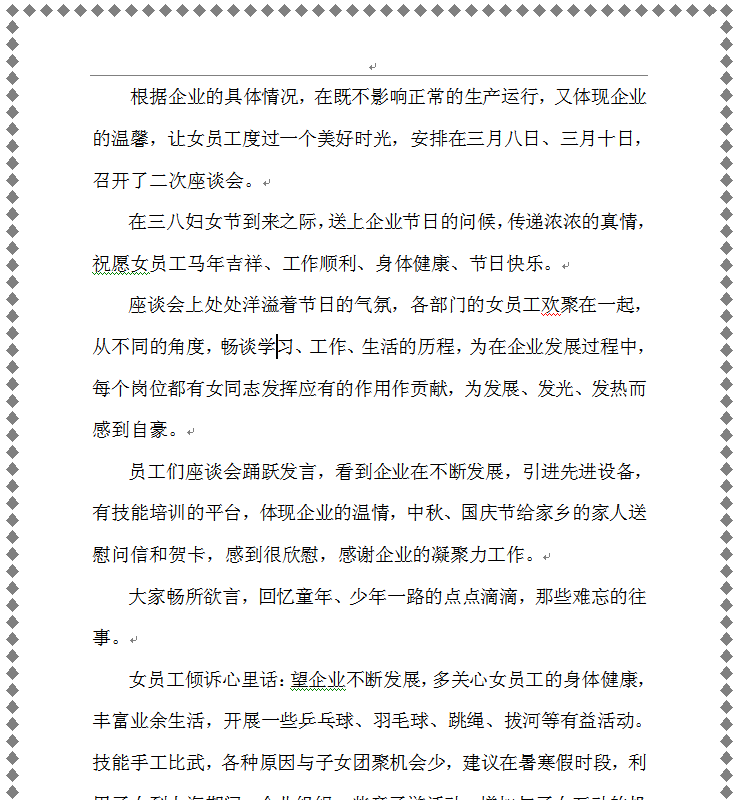 根据企业的具体情况，在既不影响正常的生产运行，又体现企业
的温馨，让女员工度过一个美好时光，安排在三月八日、三月十日，
召开了二次座谈会。
在三八妇女节到来之际，送上企业节日的问候，传递浓浓的真情，
祝愿女员工马年吉祥、工作顺利、身体健康、节日快乐。
座谈会上处处洋溢着节日的气氛，各部门的女员工欢聚在一起，
从不同的角度，畅谈学习、工作、生活的历程，为在企业发展过程中，
每个岗位都有女同志发挥应有的作用作贡献，为发展、发光、发热而
感到自豪。
员工们座谈会踊跃发言，看到企业在不断发展，引进先进设备，
有技能培训的平台，体现企业的温情，中秋、国庆节给家乡的家人送
慰问信和贺卡，感到很欣慰，感谢企业的凝聚力工作。
大家畅所欲言，回忆童年、少年一路的点点滴滴，那些难忘的往
事。
女员工倾诉心里话：望企业不断发展，多关心女员工的身体健康，
丰富业余生活，开展一些乒乓球、羽毛球、跳绳、拔河等有益活动。
技能手工比武，各种原因与子女团聚机会少，建议在暑寒假时段，利